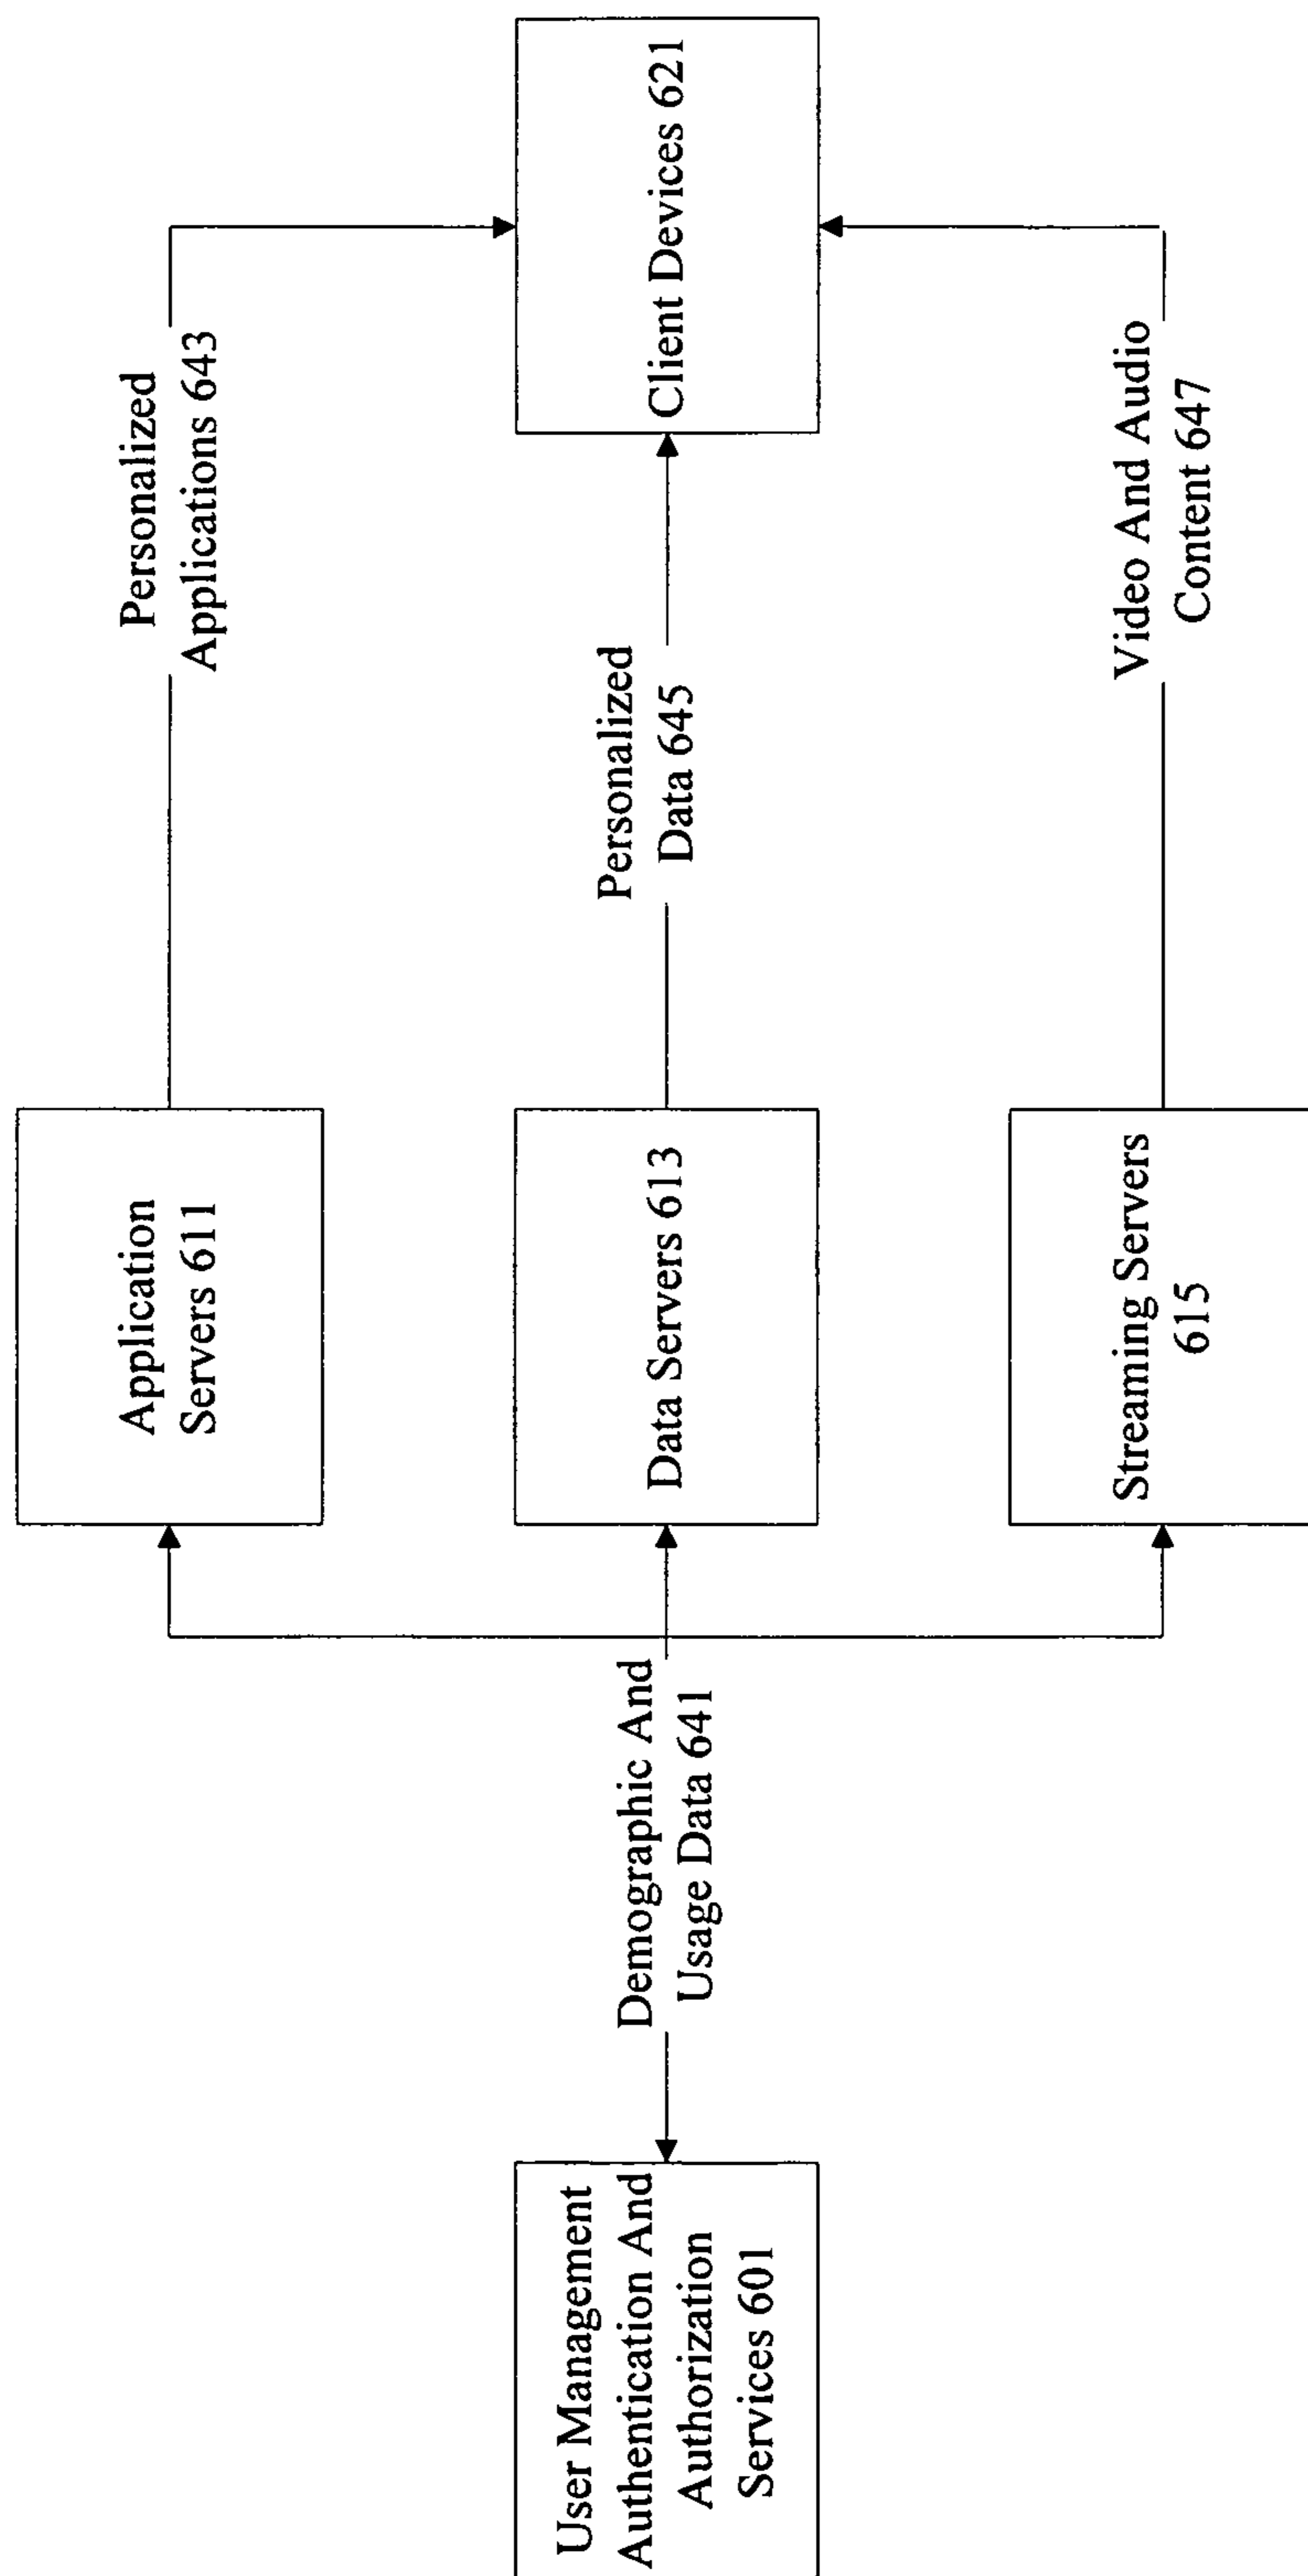 User Management
Authentication And
Authorization
Services 601
Demographic And
Usage Data 641
Application
Servers 611
Data Servers 613
Streaming Servers
615
Personalized
Applications 643
Personalized
Data 645
Video And Audio
Content 647
Client Devices 621